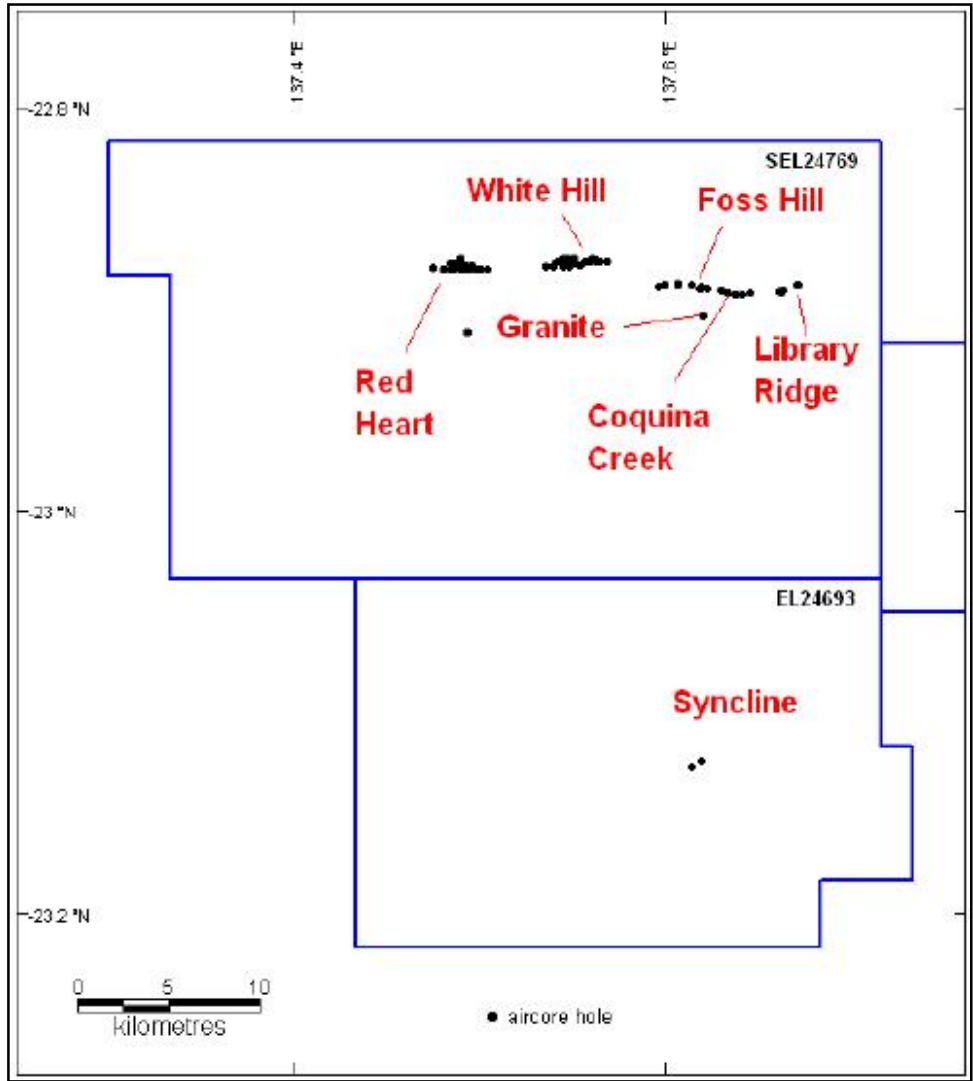 137.4 °E
137.6 °E
-22.8 °N
SEL24769
White Hill
Foss Hill
Granite
Library
Ridge
Red
Heart
Coquina
Creek
-23 °N
EL24693
Syncline
-23.2 °N
0 5 10
kilometres
aircore hole